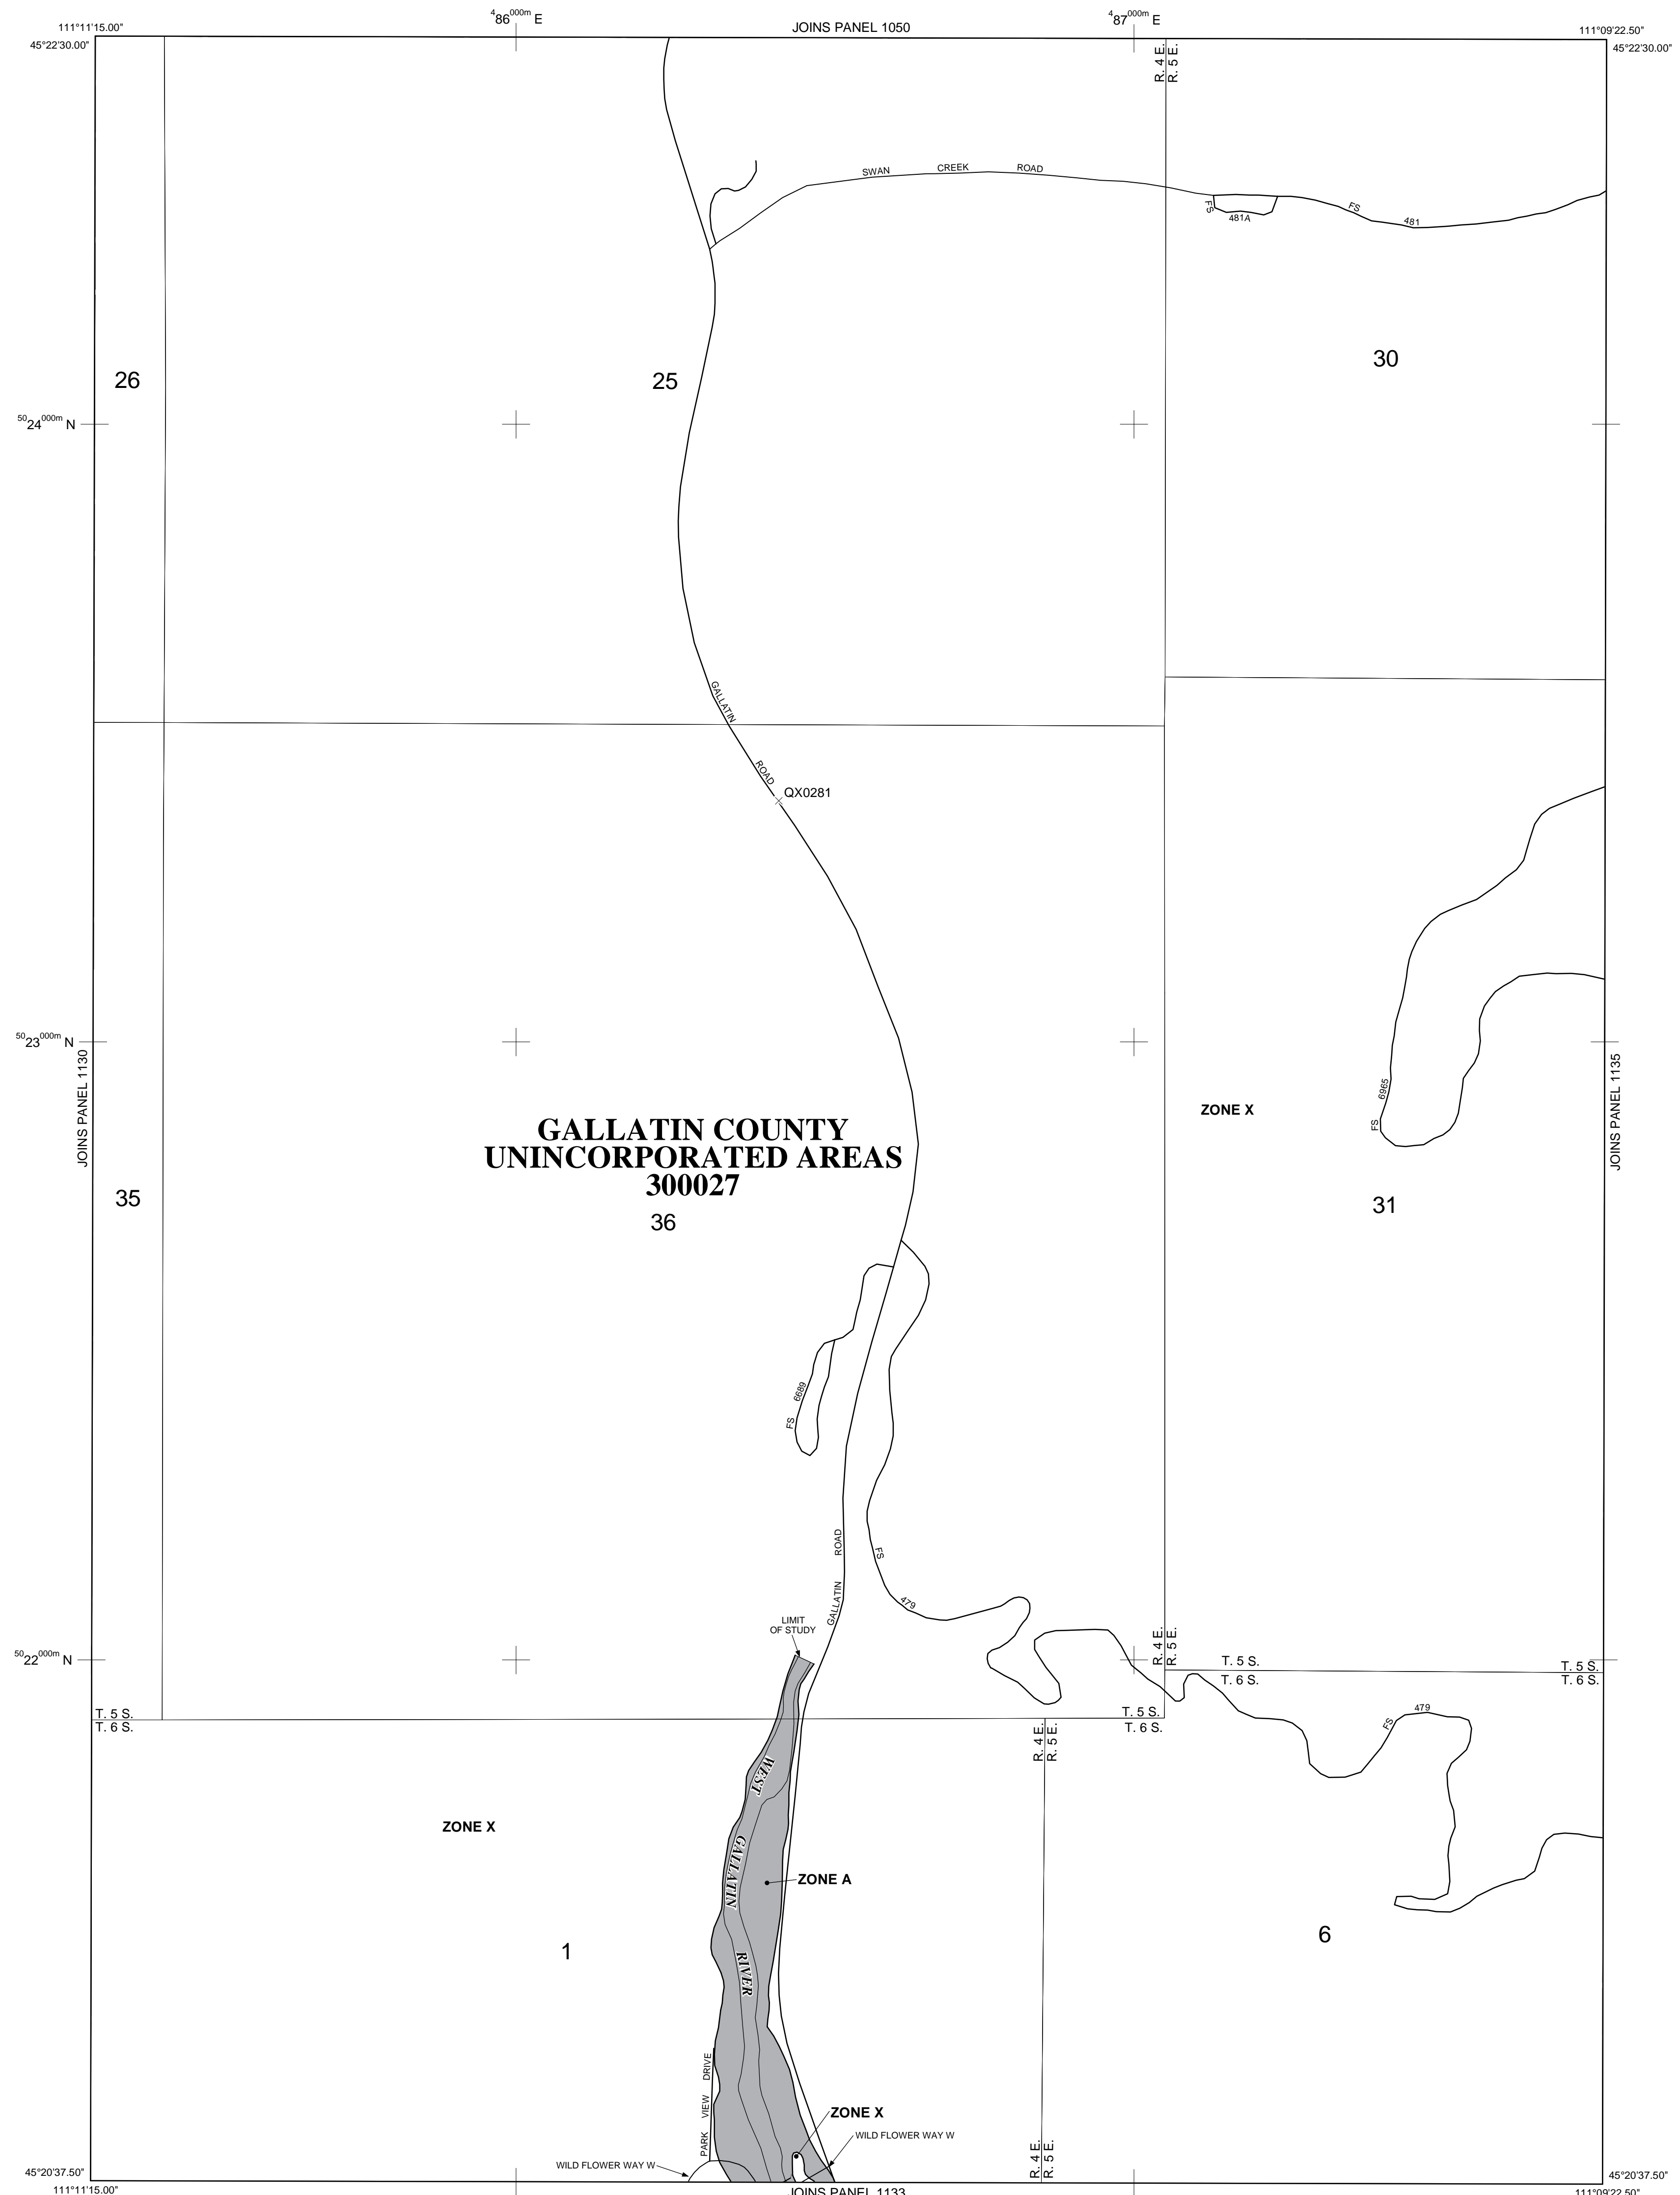 111°11'15.00"
⁴86⁰⁰⁰ᵐ E
JOINS PANEL 1050
⁴87⁰⁰⁰ᵐ E
111°09'22.50"
45°22'30.00"
45°22'30.00"
R. 4 E.
R. 5 E.
SWAN CREEK ROAD
FS
481A
FS
481
26
25
30
⁵⁰24⁰⁰⁰ᵐ N
GALLATIN
ROAD
QX0281
⁵⁰23⁰⁰⁰ᵐ N
JOINS PANEL 1130
JOINS PANEL 1135
ZONE X
FS 6965
GALLATIN COUNTY
UNINCORPORATED AREAS
300027
35
36
31
FS 6689
GALLATIN ROAD
FS
479
LIMIT
OF STUDY
⁵⁰22⁰⁰⁰ᵐ N
R. 4 E.
R. 5 E.
T. 5 S.
T. 6 S.
T. 5 S.
T. 6 S.
T. 5 S.
T. 6 S.
T. 5 S.
T. 6 S.
R. 4 E.
R. 5 E.
FS
479
WEST
GALLATIN
RIVER
ZONE X
ZONE A
1
6
PARK VIEW DRIVE
ZONE X
WILD FLOWER WAY W
WILD FLOWER WAY W
R. 4 E.
R. 5 E.
45°20'37.50"
45°20'37.50"
111°11'15.00"
JOINS PANEL 1133
111°09'22.50"